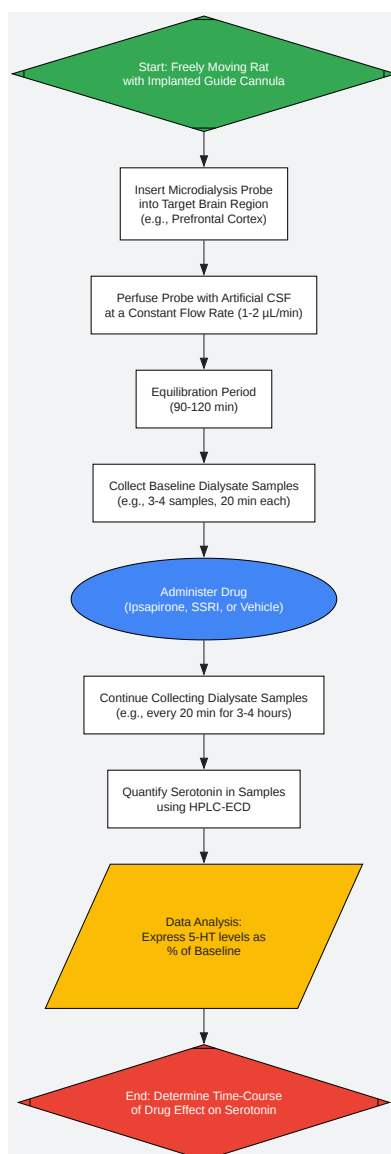 Start: Freely Moving Rat
with Implanted Guide Cannula
Insert Microdialysis Probe
into Target Brain Region
(e.g., Prefrontal Cortex)
Perfuse Probe with Artificial CSF
at a Constant Flow Rate (1-2 µL/min)
Equilibration Period
(90-120 min)
Collect Baseline Dialysate Samples
(e.g., 3-4 samples, 20 min each)
Administer Drug
(Ipsapirone, SSRI, or Vehicle)
Continue Collecting Dialysate Samples
(e.g., every 20 min for 3-4 hours)
Quantify Serotonin in Samples
using HPLC-ECD
Data Analysis:
Express 5-HT levels as
% of Baseline
End: Determine Time-Course
of Drug Effect on Serotonin